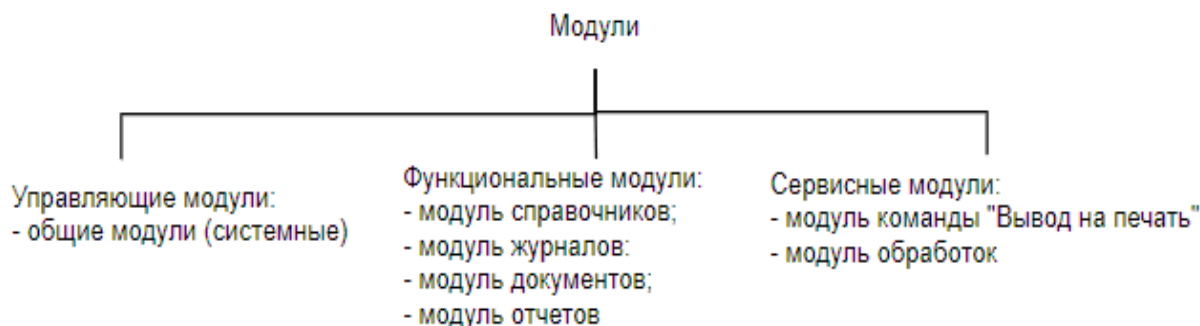 Модули
Управляющие модули:
- общие модули (системные)
Функциональные модули:
- модуль справочников;
- модуль журналов:
- модуль документов;
- модуль отчетов
Сервисные модули:
- модуль команды "Вывод на печать"
- модуль обработок